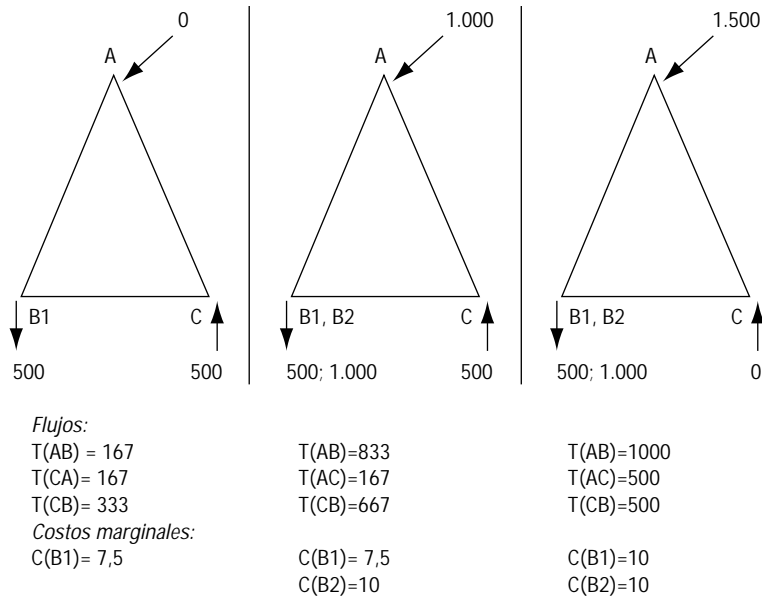 0
A
B1
C
500
500
1.000
A
B1, B2
C
500; 1.000
500
1.500
A
B1, B2
C
500; 1.000
0
Flujos:
T(AB) = 167
T(CA) = 167
T(CB)= 333
Costos marginales:
C(B1)= 7,5
T(AB)=833
T(AC)=167
T(CB)=667
C(B1)= 7,5
C(B2)=10
T(AB)=1000
T(AC)=500
T(CB)=500
C(B1)=10
C(B2)=10